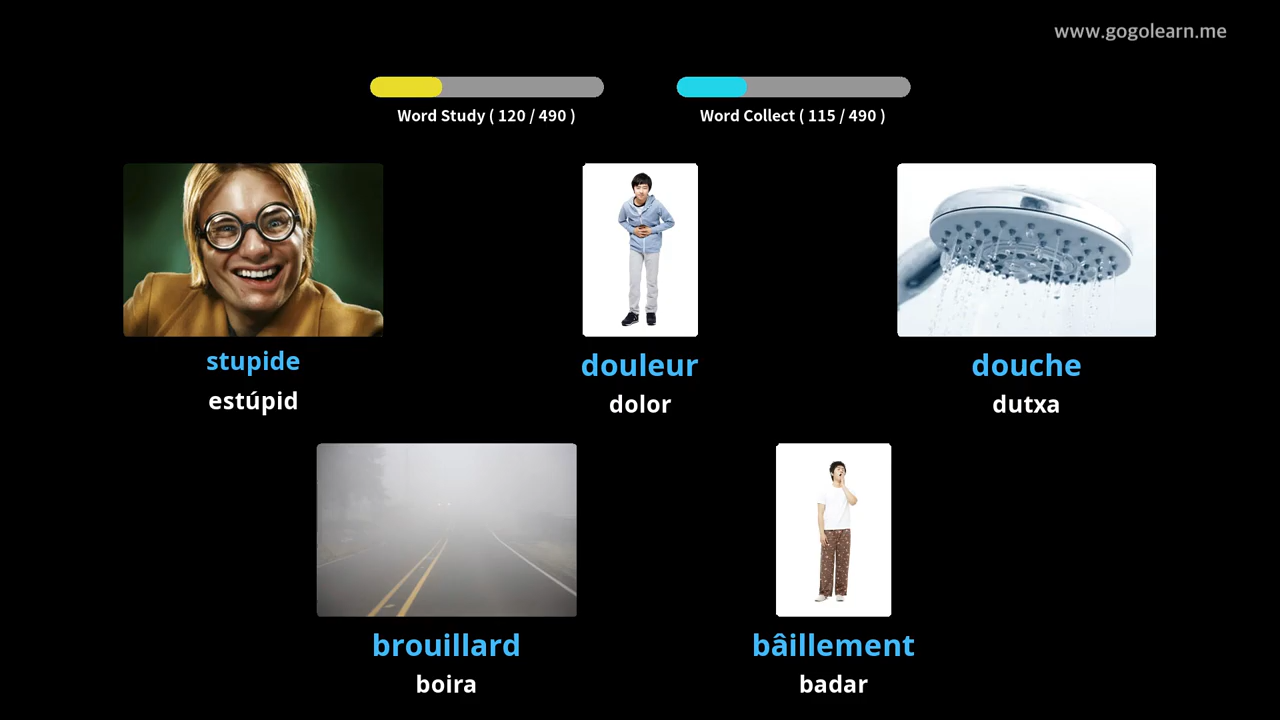 www.gogolearn.me
Word Study ( 120 / 490 )
Word Collect ( 115 / 490 )
stupide
estúpid
douleur
dolor
douche
dutxa
brouillard
boira
bâillement
badar